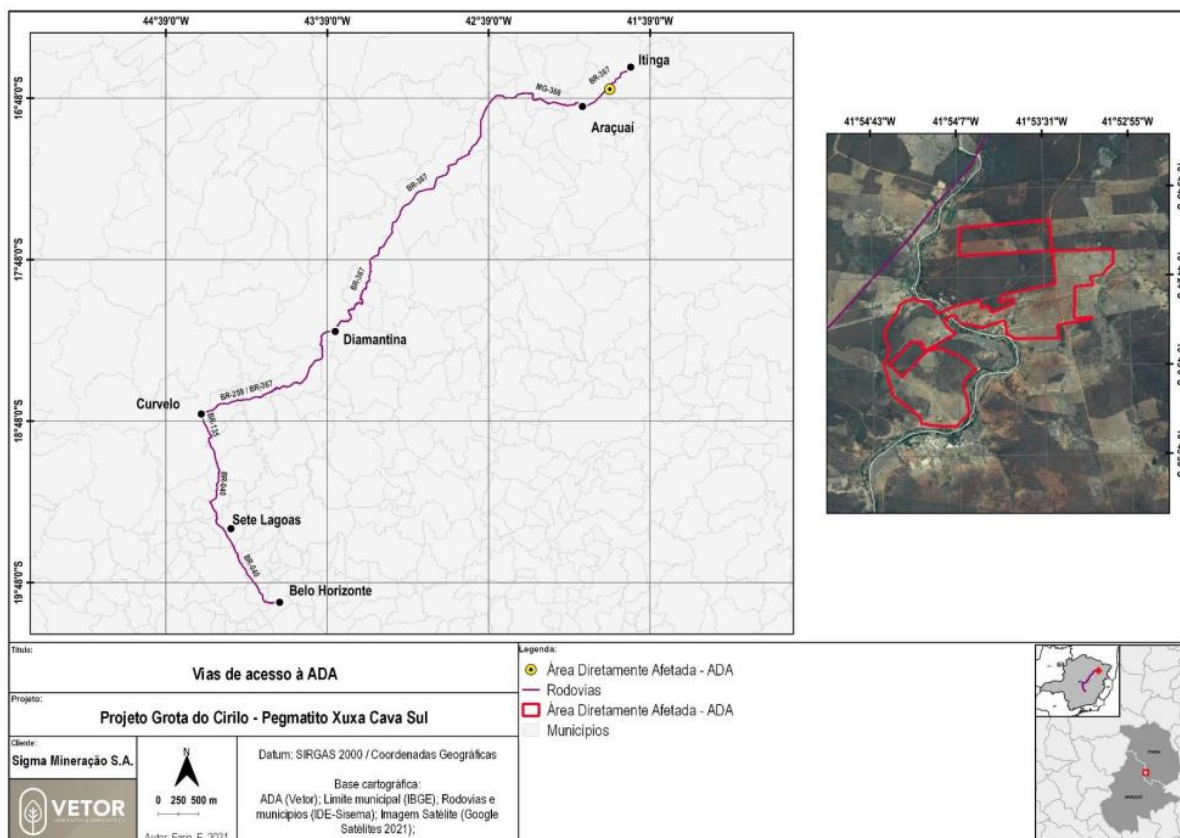 44°39'0"W
43°39'0"W
42°39'0"W
41°39'0"W
Itinga
BR-367
MG-366
Araçuaí
16°48'0"S
BR-367
17°48'0"S
BR-367
Diamantina
BR-259 / BR-367
Curvelo
18°48'0"S
BR-135
BR-040
Sete Lagoas
BR-040
19°48'0"S
Belo Horizonte
41°54'43"W
41°54'7"W
41°53'31"W
41°52'55"W
Título:
Vias de acesso à ADA
Projeto:
Projeto Grota do Cirilo - Pegmatito Xuxa Cava Sul
Cliente:
Sigma Mineração S.A.
VETOR
N
0 250 500 m
Datum: SIRGAS 2000 / Coordenadas Geográficas
Base cartográfica:
ADA (Vetor); Limite municipal (IBGE); Rodovias e
municípios (IDE-Sisema); Imagem Satélite (Google
Satélites 2021);
Legenda:
Área Diretamente Afetada - ADA
Rodovias
Área Diretamente Afetada - ADA
Municípios
ITINGA
ARAÇUAÍ